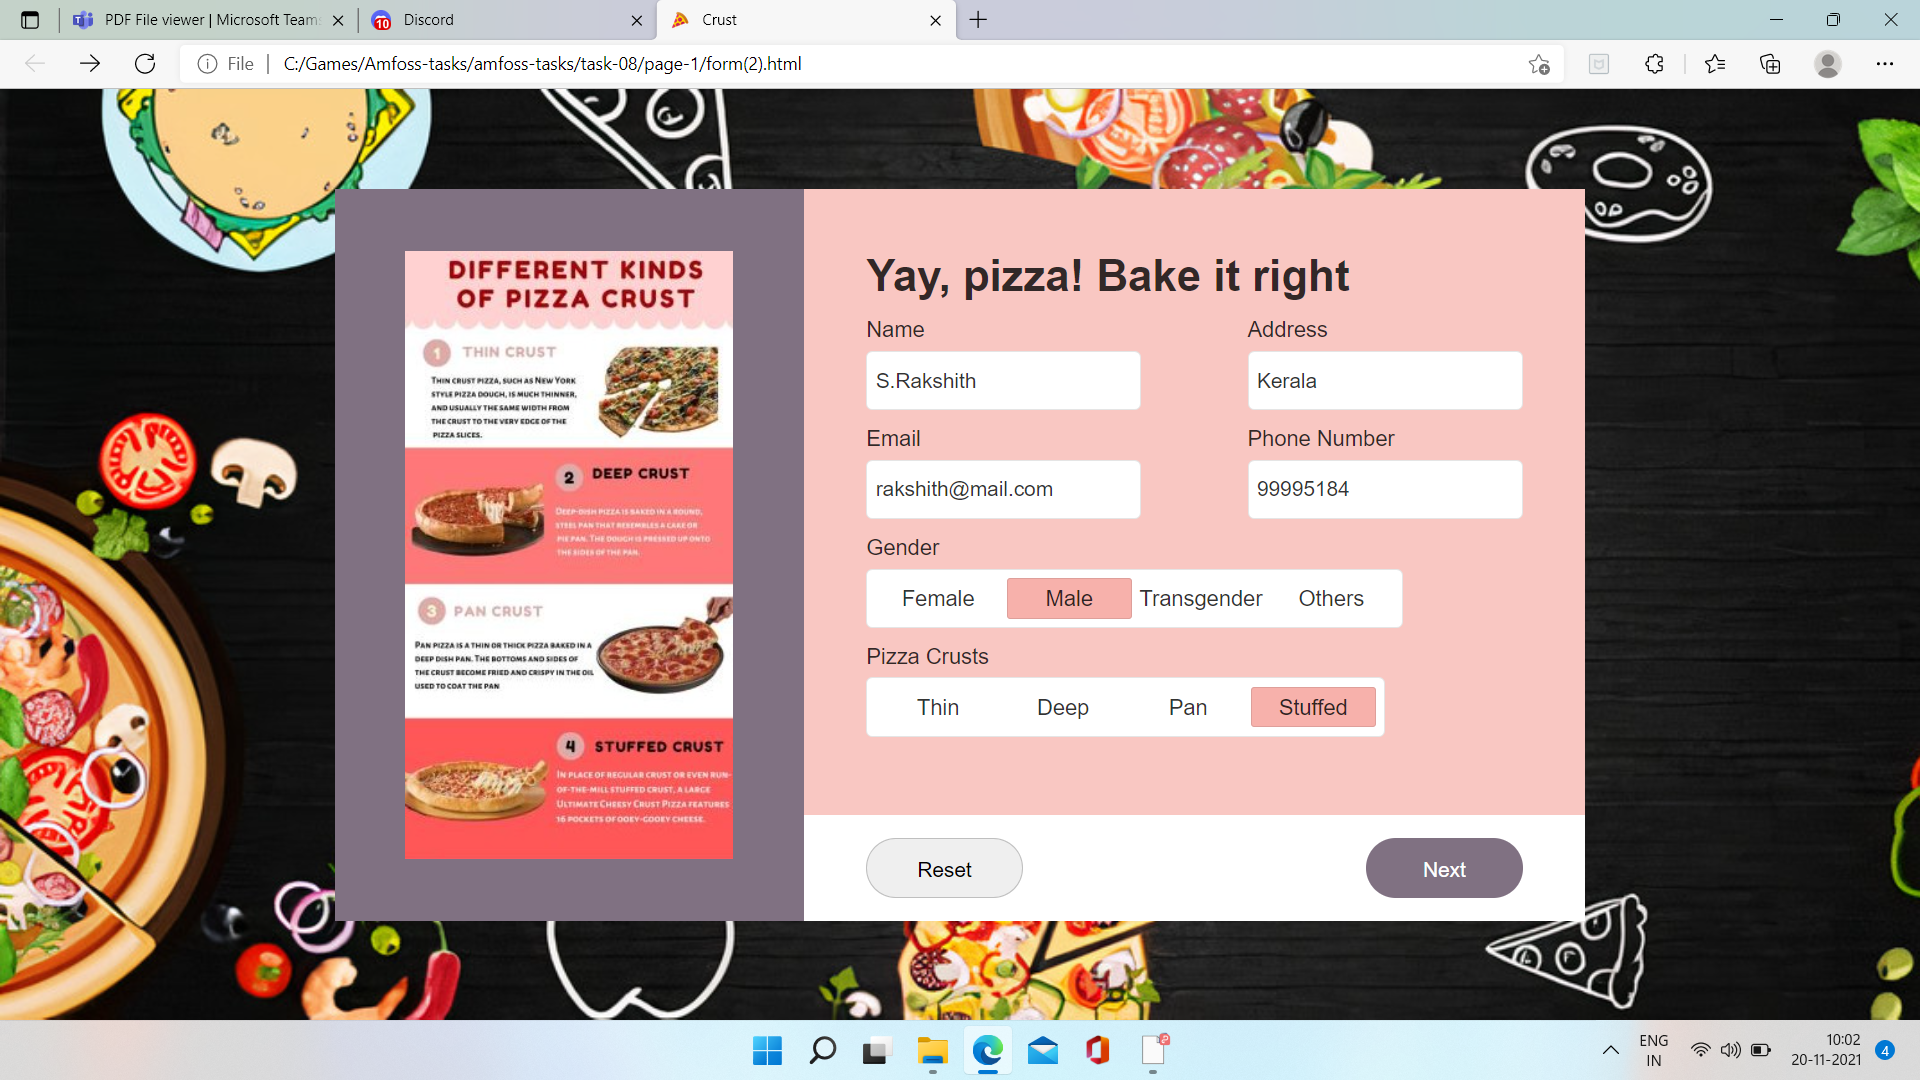 PDF File viewer | Microsoft Team
Discord
10
Crust
File
C:/Games/Amfoss-tasks/amfoss-tasks/task-08/page-1/form(2).html
DIFFERENT KINDS
OF PIZZA CRUST
1 THIN CRUST
THIN CRUST PIZZA, SUCH AS NEW YORK
STYLE PIZZA DOUGH, IS MUCH THINNER,
AND USUALLY THE SAME WIDTH FROM
THE CRUST TO THE VERY EDGE OF THE
PIZZA SLICES.
2 DEEP CRUST
DEEP-DISH PIZZA IS BAKED IN A ROUND,
STEEL PAN THAT RESEMBLES A CAKE OR
PIE PAN. THE DOUGH IS PRESSED UP ONTO
THE SIDES OF THE PAN.
3 PAN CRUST
PAN PIZZA IS A THIN OR THICK PIZZA BAKED IN A
DEEP DISH PAN. THE BOTTOMS AND SIDES OF
THE CRUST BECOME FRIED AND CRISPY IN THE OIL
USED TO COAT THE PAN
4 STUFFED CRUST
IN PLACE OF REGULAR CRUST OR EVEN RUN-
OF-THE-MILL STUFFED CRUST, A LARGE
ULTIMATE CHEESY CRUST PIZZA FEATURES
16 POCKETS OF OOEY-GOOEY CHEESE.
Yay, pizza! Bake it right
Name
Address
S.Rakshith
Kerala
Email
Phone Number
rakshith@mail.com
99995184
Gender
Female Male Transgender Others
Pizza Crusts
Thin Deep Pan Stuffed
Reset
Next
ENG
IN
10:02
20-11-2021
4